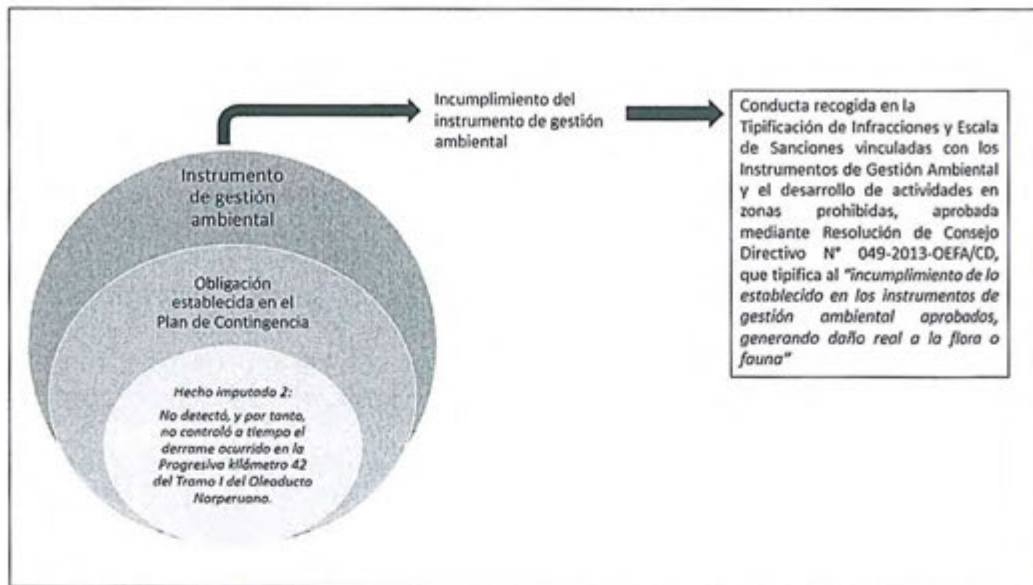 Instrumento
de gestión
ambiental
Obligación
establecida en el
Plan de Contingencia
Hecho imputado 2:
No detectó, y por tanto,
no controló a tiempo el
derrame ocurrido en la
Progresiva kilómetro 42
del Tramo I del Oleoducto
Norperuano.
Incumplimiento del
instrumento de gestión
ambiental
Conducta recogida en la
Tipificación de Infracciones y Escala
de Sanciones vinculadas con los
Instrumentos de Gestión Ambiental
y el desarrollo de actividades en
zonas prohibidas, aprobada
mediante Resolución de Consejo
Directivo N° 049-2013-OEFA/CD,
que tipifica al "incumplimiento de lo
establecido en los instrumentos de
gestión ambiental aprobados,
generando daño real a la flora o
fauna"